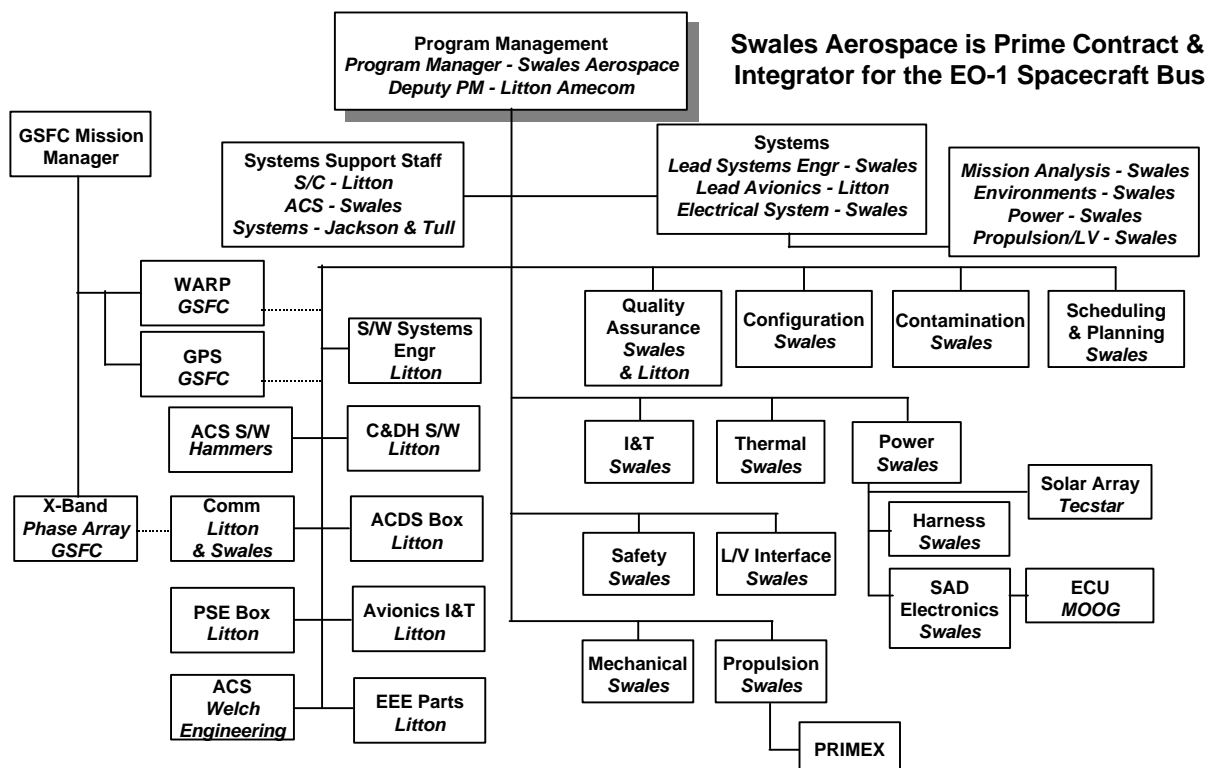 Program Management
Program Manager - Swales Aerospace
Deputy PM - Litton Amecom
Swales Aerospace is Prime Contract &
Integrator for the EO-1 Spacecraft Bus
GSFC Mission
Manager
Systems Support Staff
S/C - Litton
ACS - Swales
Systems - Jackson & Tull
Systems
Lead Systems Engr - Swales
Lead Avionics - Litton
Electrical System - Swales
Mission Analysis - Swales
Environments - Swales
Power - Swales
Propulsion/LV - Swales
WARP
GSFC
GPS
GSFC
S/W Systems
Engr
Litton
Quality
Assurance
Swales
& Litton
Configuration
Swales
Contamination
Swales
Scheduling
& Planning
Swales
ACS S/W
Hammers
C&DH S/W
Litton
I&T
Swales
Thermal
Swales
Power
Swales
Solar Array
Tecstar
X-Band
Phase Array
GSFC
Comm
Litton
& Swales
ACDS Box
Litton
Harness
Swales
Safety
Swales
L/V Interface
Swales
SAD
Electronics
Swales
ECU
MOOG
PSE Box
Litton
Avionics I&T
Litton
Mechanical
Swales
Propulsion
Swales
ACS
Welch
Engineering
EEE Parts
Litton
PRIMEX